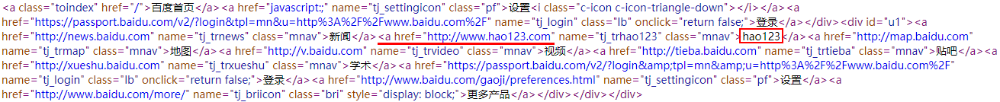 <a class="toindex" href="/">百度首页</a><a href="javascript:;" name="tj_settingicon" class="pf">设置<i class="c-icon c-icon-triangle-down"></i></a><a
href="https://passport.baidu.com/v2/?login&tpl=mn&u=http%3A%2F%2Fwww.baidu.com%2F" name="tj_login" class="lb" onclick="return false;">登录</a></div><div id="u1"><a
href="http://news.baidu.com" name="tj_trnews" class="mnav">新闻</a><a href="http://www.hao123.com" name="tj_trhao123" class="mnav">hao123</a><a href="http://map.baidu.com"
name="tj_trmap" class="mnav">地图</a><a href="http://v.baidu.com" name="tj_trvideo" class="mnav">视频</a><a href="http://tieba.baidu.com" name="tj_trtieba" class="mnav">贴吧</a><a
href="http://xueshu.baidu.com" name="tj_trxueshu" class="mnav">学术</a><a href="https://passport.baidu.com/v2/?login&amp;tpl=mn&amp;u=http%3A%2F%2Fwww.baidu.com%2F"
name="tj_login" class="lb" onclick="return false;">登录</a><a href="http://www.baidu.com/gaoji/preferences.html" name="tj_settingicon" class="pf">设置</a><a
href="http://www.baidu.com/more/" name="tj_briicon" class="bri" style="display: block;">更多产品</a></div></div></div>